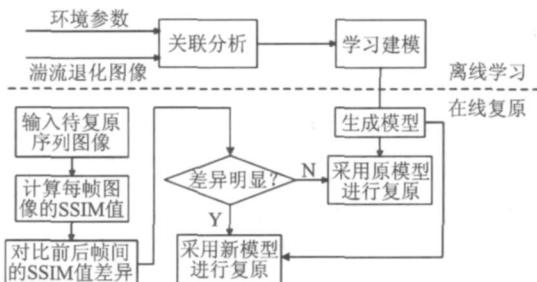 环境参数
湍流退化图像
关联分析
学习建模
离线学习
在线复原
输入待复原
序列图像
计算每帧图
像的SSIM值
对比前后帧间
的SSIM值差异
差异明显?
N
Y
生成模型
采用原模型
进行复原
采用新模型
进行复原